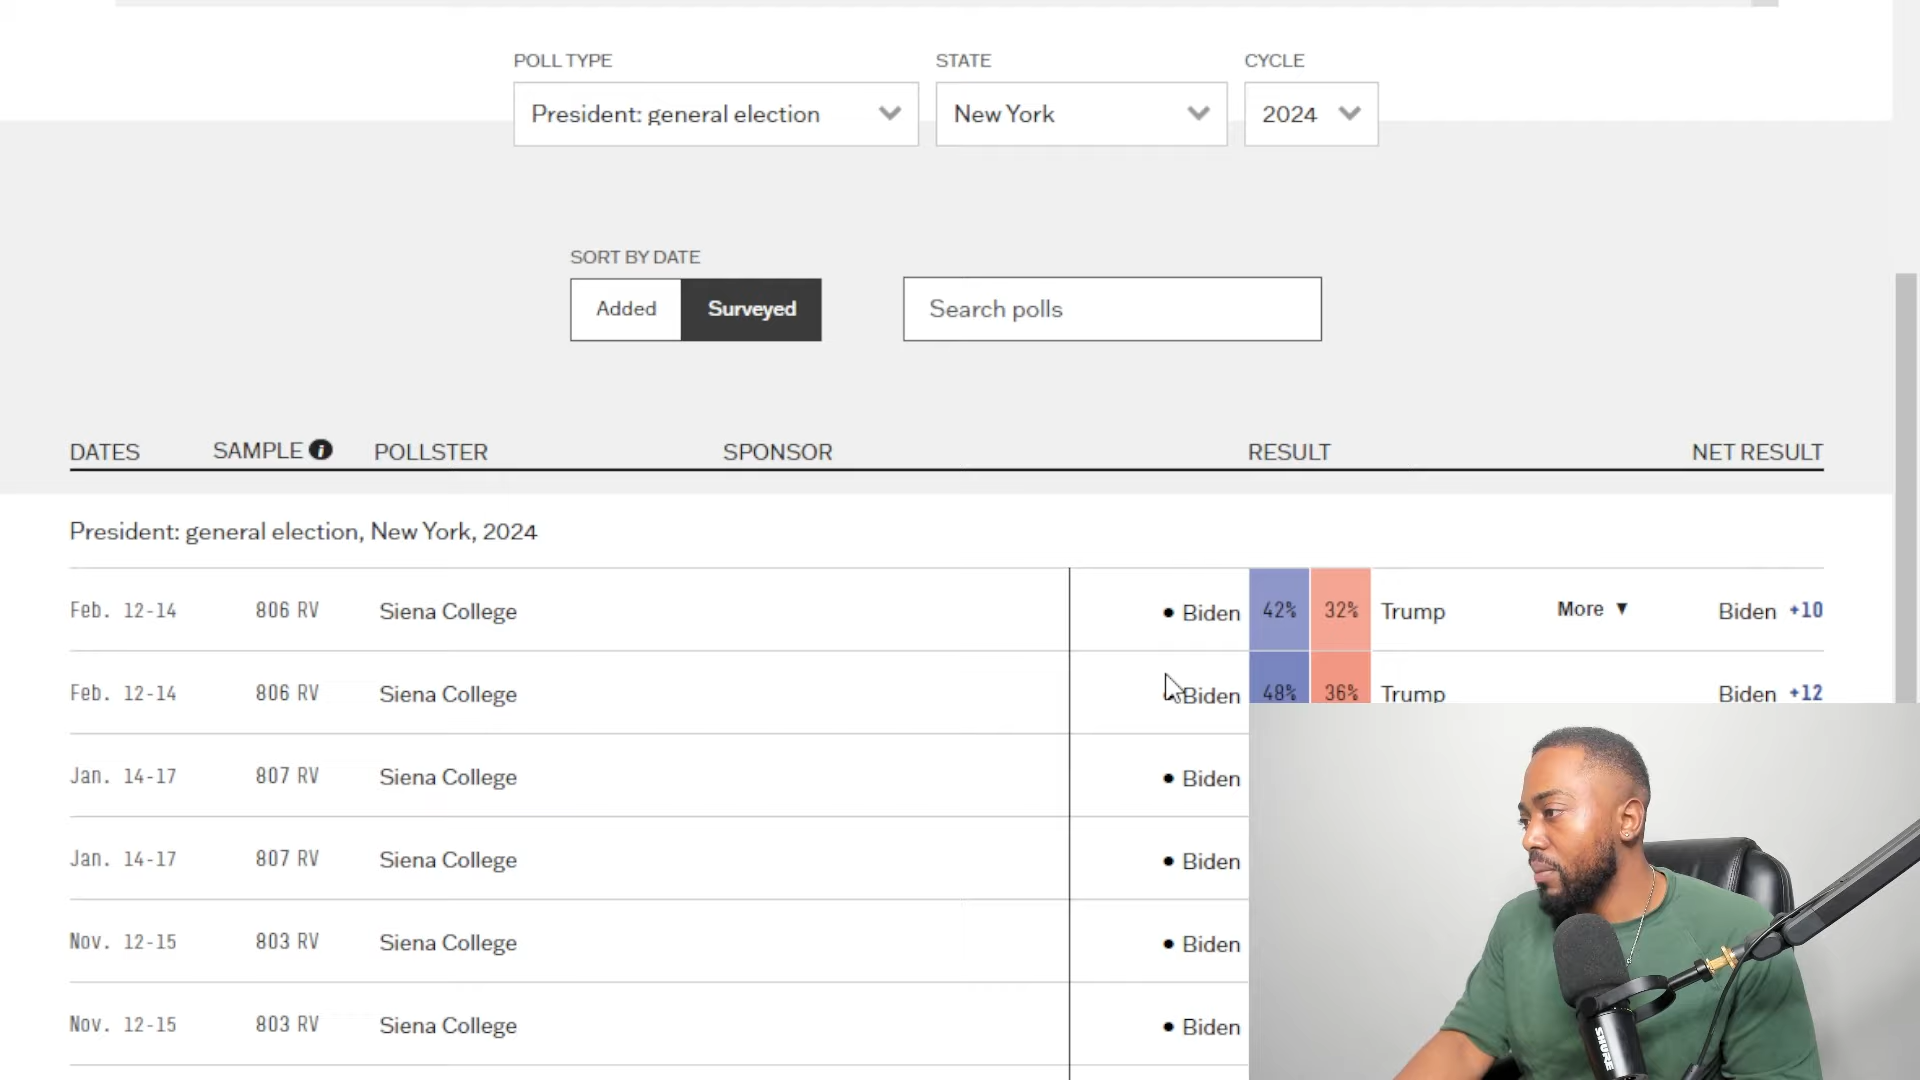 POLL TYPE STATE CYCLE
President: general election New York 2024
SORT BY DATE
Added Surveyed Search polls
DATES SAMPLE i POLLSTER SPONSOR RESULT NET RESULT
President: general election, New York, 2024
Feb. 12-14 806 RV Siena College • Biden 42% 32% Trump More ▼ Biden +10
Feb. 12-14 806 RV Siena College • Biden 48% 36% Trump Biden +12
Jan. 14-17 807 RV Siena College • Biden
Jan. 14-17 807 RV Siena College • Biden
Nov. 12-15 803 RV Siena College • Biden
Nov. 12-15 803 RV Siena College • Biden
SHURE